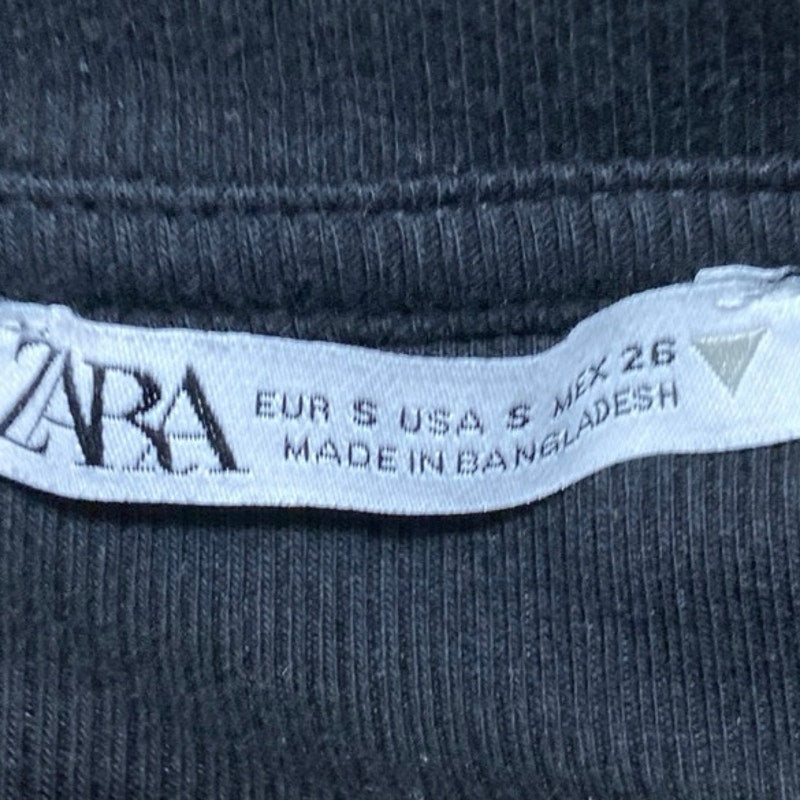 ZARA
EUR S USA S MEX 26
MADE IN BANGLADESH